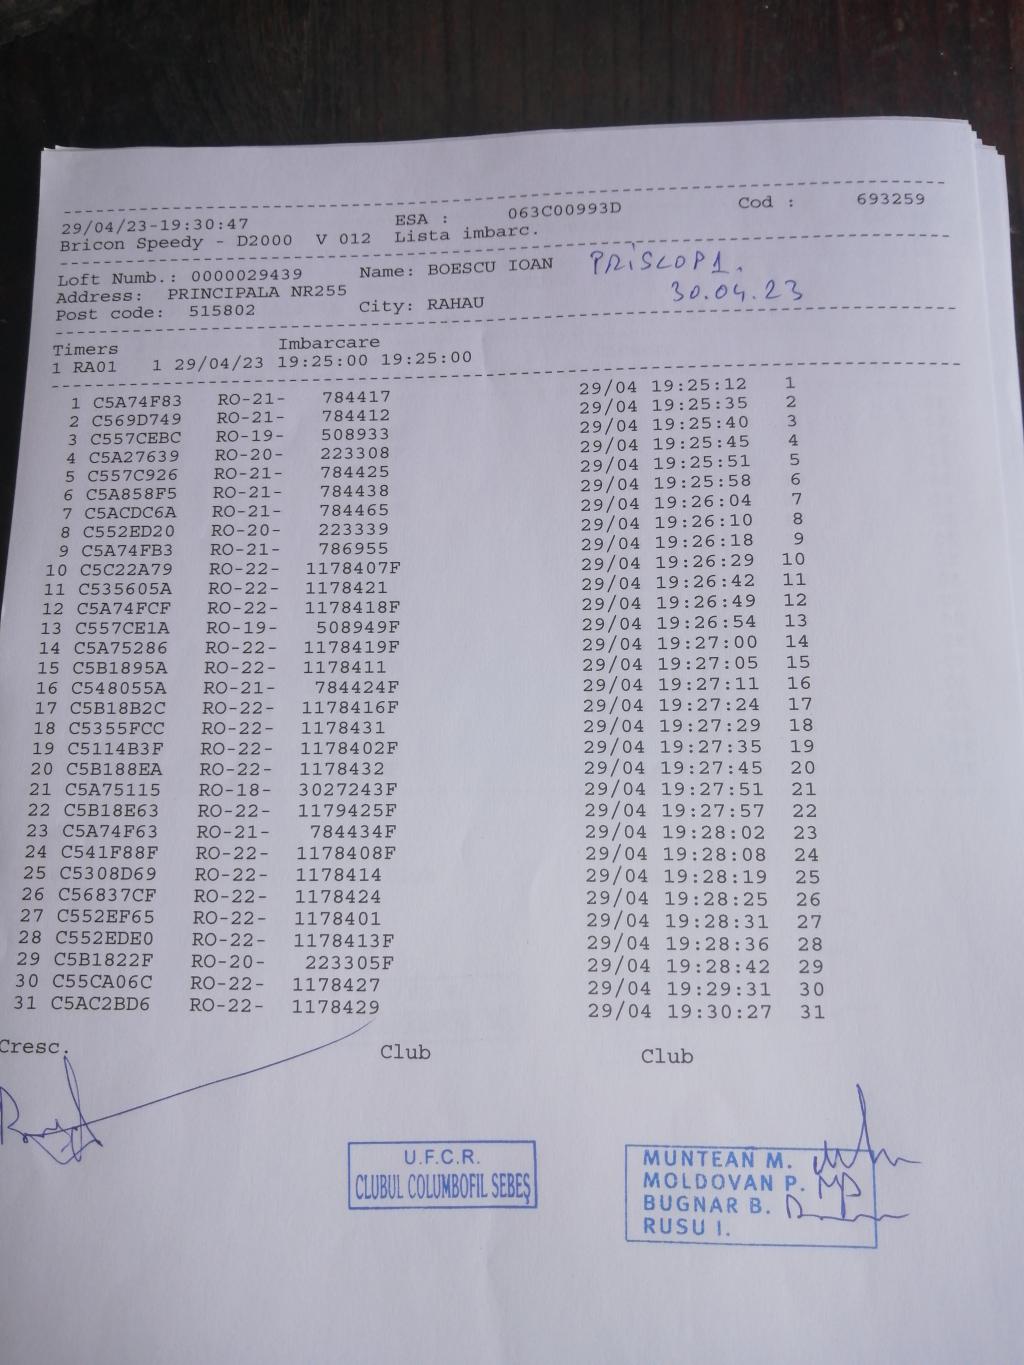 29/04/23-19:30:47 ESA : 063C00993D Cod : 693259
Bricon Speedy - D2000 V 012 Lista imbarc.
Loft Numb.: 0000029439 Name: BOESCU IOAN PRISCOP1.
Address: PRINCIPALA NR255 30.04.23
Post code: 515802 City: RAHAU
Timers Imbarcare
1 RA01 1 29/04/23 19:25:00 19:25:00
1 C5A74F83 RO-21- 784417 29/04 19:25:12 1
2 C569D749 RO-21- 784412 29/04 19:25:35 2
3 C557CEBC RO-19- 508933 29/04 19:25:40 3
4 C5A27639 RO-20- 223308 29/04 19:25:45 4
5 C557C926 RO-21- 784425 29/04 19:25:51 5
6 C5A858F5 RO-21- 784438 29/04 19:25:58 6
7 C5ACDC6A RO-21- 784465 29/04 19:26:04 7
8 C552ED20 RO-20- 223339 29/04 19:26:10 8
9 C5A74FB3 RO-21- 786955 29/04 19:26:18 9
10 C5C22A79 RO-22- 1178407F 29/04 19:26:29 10
11 C535605A RO-22- 1178421 29/04 19:26:42 11
12 C5A74FCF RO-22- 1178418F 29/04 19:26:49 12
13 C557CE1A RO-19- 508949F 29/04 19:26:54 13
14 C5A75286 RO-22- 1178419F 29/04 19:27:00 14
15 C5B1895A RO-22- 1178411 29/04 19:27:05 15
16 C548055A RO-21- 784424F 29/04 19:27:11 16
17 C5B18B2C RO-22- 1178416F 29/04 19:27:24 17
18 C5355FCC RO-22- 1178431 29/04 19:27:29 18
19 C5114B3F RO-22- 1178402F 29/04 19:27:35 19
20 C5B188EA RO-22- 1178432 29/04 19:27:45 20
21 C5A75115 RO-18- 3027243F 29/04 19:27:51 21
22 C5B18E63 RO-22- 1179425F 29/04 19:27:57 22
23 C5A74F63 RO-21- 784434F 29/04 19:28:02 23
24 C541F88F RO-22- 1178408F 29/04 19:28:08 24
25 C5308D69 RO-22- 1178414 29/04 19:28:19 25
26 C56837CF RO-22- 1178424 29/04 19:28:25 26
27 C552EF65 RO-22- 1178401 29/04 19:28:31 27
28 C552EDE0 RO-22- 1178413F 29/04 19:28:36 28
29 C5B1822F RO-20- 223305F 29/04 19:28:42 29
30 C55CA06C RO-22- 1178427 29/04 19:29:31 30
31 C5AC2BD6 RO-22- 1178429 29/04 19:30:27 31
Cresc. Club Club
U.F.C.R.
CLUBUL COLUMBOFIL SEBEȘ
MUNTEAN M.
MOLDOVAN P.
BUGNAR B.
RUSU I.